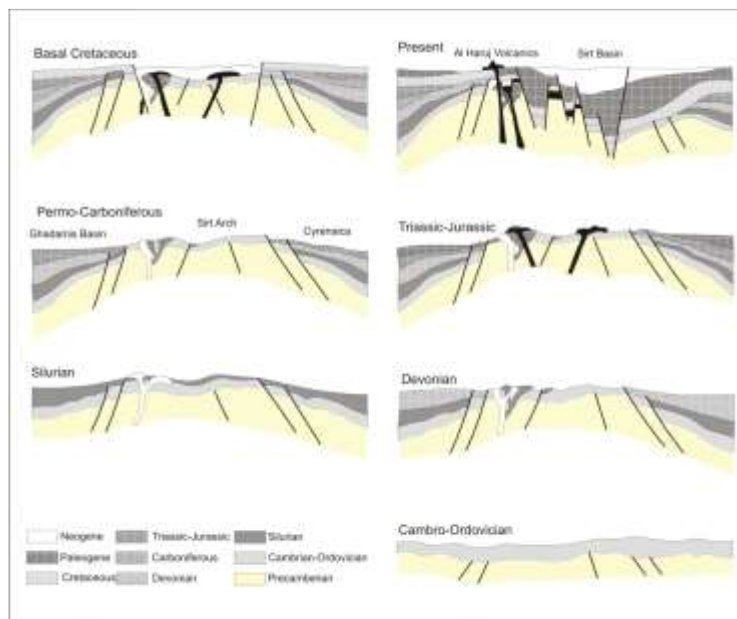 Basal Cretaceous
Present
Al Haruj Volcanics
Sirt Basin
Permo-Carboniferous
Ghadamis Basin
Sirt Arch
Cyrenaica
Triassic-Jurassic
Silurian
Devonian
Cambro-Ordovician
Neogene
Triassic-Jurassic
Silurian
Paleogene
Carboniferous
Cambrian-Ordovician
Cretaceous
Devonian
Precamberian